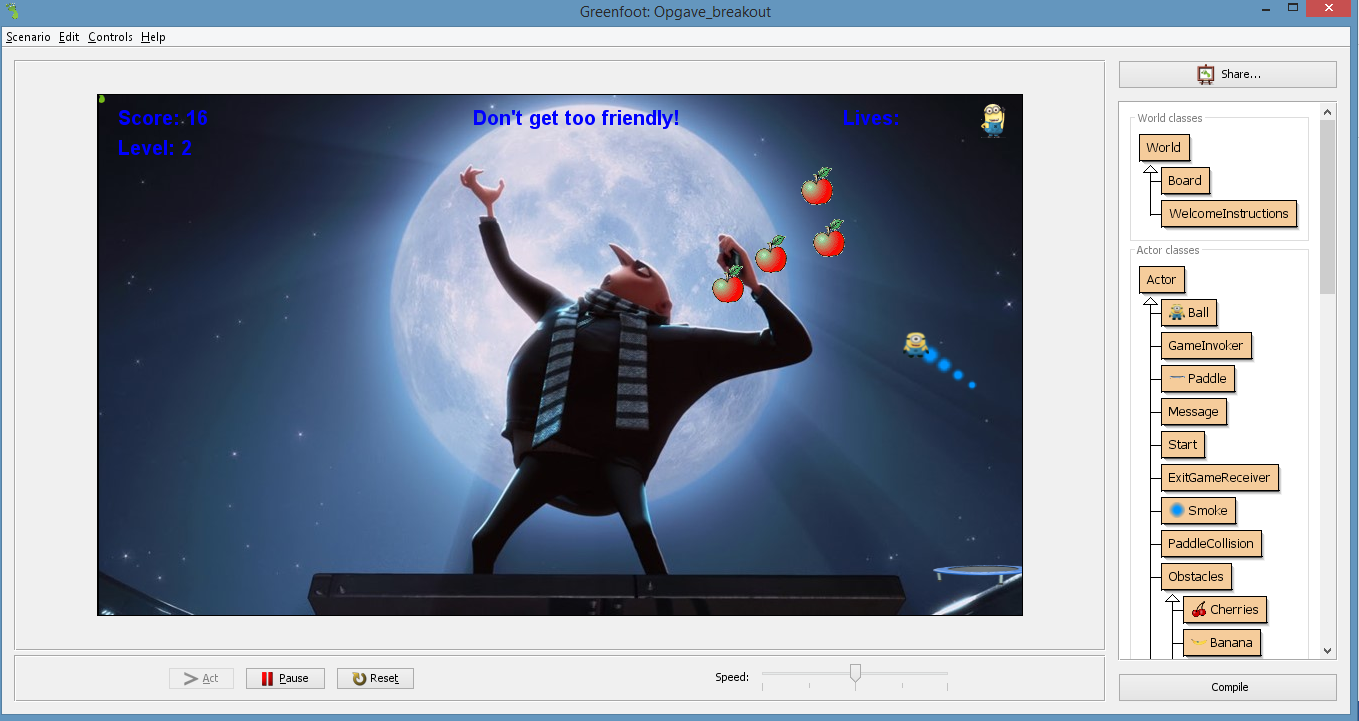 Greenfoot: Opgave_breakout
Scenario Edit Controls Help
Score: 16
Don't get too friendly!
Lives:
Level: 2
Share...
World classes
World
Board
WelcomeInstructions
Actor classes
Actor
Ball
GameInvoker
Paddle
Message
Start
ExitGameReceiver
Smoke
PaddleCollision
Obstacles
Cherries
Banana
Act
Pause
Reset
Speed:
Compile